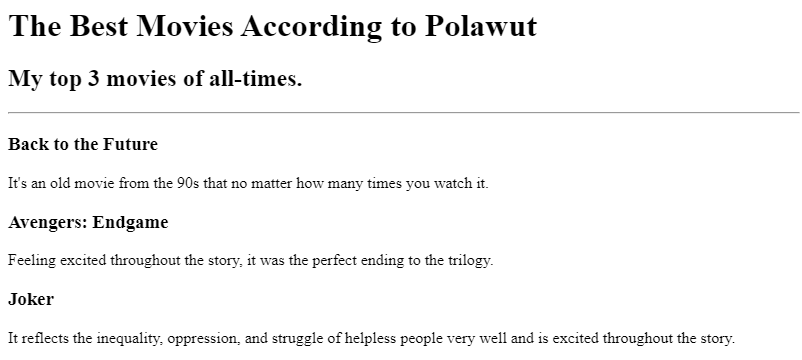 The Best Movies According to Polawut
My top 3 movies of all-times.
Back to the Future
It's an old movie from the 90s that no matter how many times you watch it.
Avengers: Endgame
Feeling excited throughout the story, it was the perfect ending to the trilogy.
Joker
It reflects the inequality, oppression, and struggle of helpless people very well and is excited throughout the story.